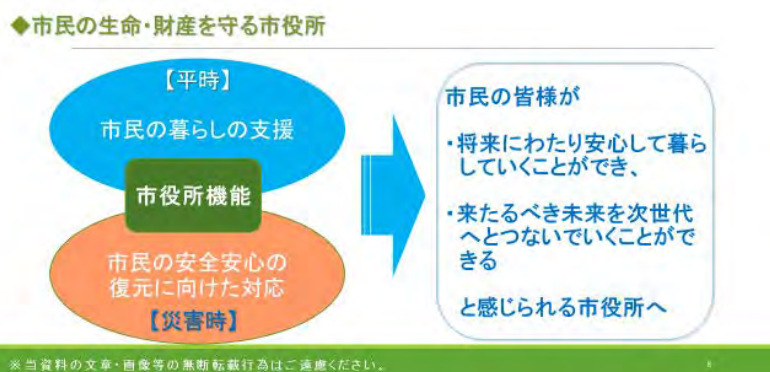 ◆市民の生命・財産を守る市役所
【平時】
市民の暮らしの支援
市役所機能
市民の安全安心の
復元に向けた対応
【災害時】
市民の皆様が
・将来にわたり安心して暮ら
していくことができ、
・来たるべき未来を次世代
へとつないでいくことがで
きる
と感じられる市役所へ
※当資料の文章・画像等の無断転載行為はご遠慮ください。